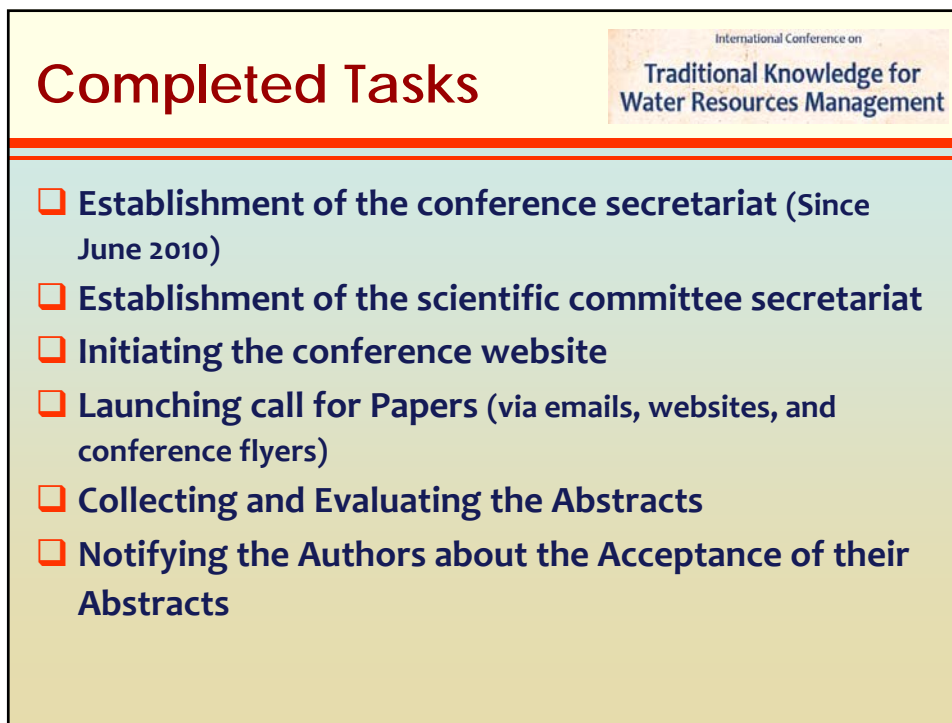 Completed Tasks
International Conference on
Traditional Knowledge for
Water Resources Management
Establishment of the conference secretariat (Since
June 2010)
Establishment of the scientific committee secretariat
Initiating the conference website
Launching call for Papers (via emails, websites, and
conference flyers)
Collecting and Evaluating the Abstracts
Notifying the Authors about the Acceptance of their
Abstracts